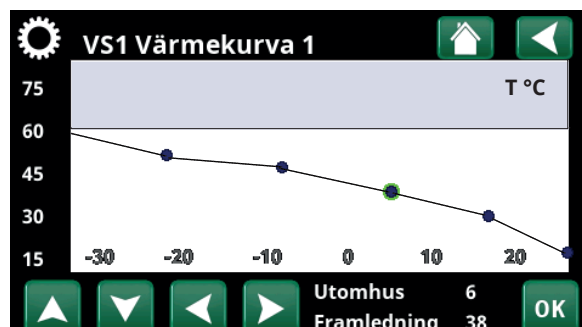 VS1 Värmekurva 1
T °C
75
60
45
30
15
-30 -20 -10 0 10 20
Utomhus 6
Framledning 38
OK